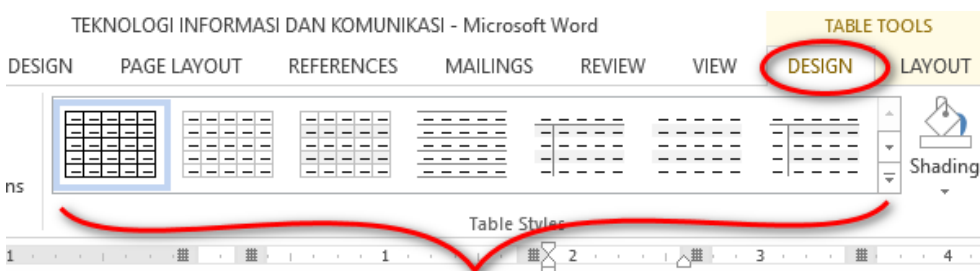 TEKNOLOGI INFORMASI DAN KOMUNIKASI - Microsoft Word TABLE TOOLS
DESIGN PAGE LAYOUT REFERENCES MAILINGS REVIEW VIEW DESIGN LAYOUT
Shading
ns
Table Styles
1 1 2 3 4